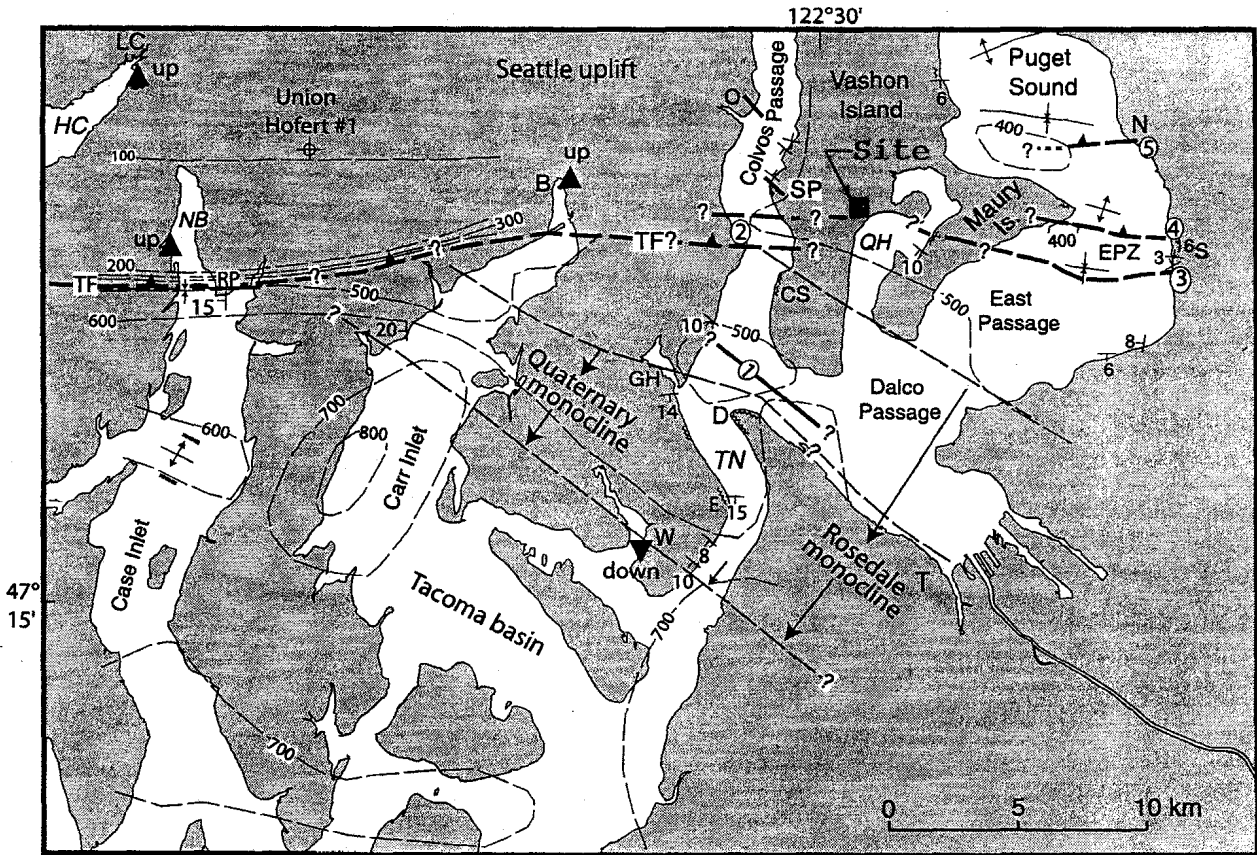 122°30'
LC
up
HC
Union
Hofert #1
Seattle uplift
Colvos Passage
O
Vashon
Island
Puget
Sound
6
400
N
5
?
100
up
B
Site
SP
NB
up
200
300
?
?
?
2
TF?
?
QH
10
?
Maury
Is.
?
?
400
EPZ
4
16
S
3
3
TF
RP
7
?
?
15
500
600
?
20
CS
500
East
Passage
8
6
10
?
500
1
Quaternary
monocline
GH
14
D
Dalco
Passage
?
?
700
800
600
Carr Inlet
TN
E
15
W
down
8
10
Rosedale
monocline
T
Case Inlet
47°
15'
Tacoma basin
700
?
700
0
5
10 km